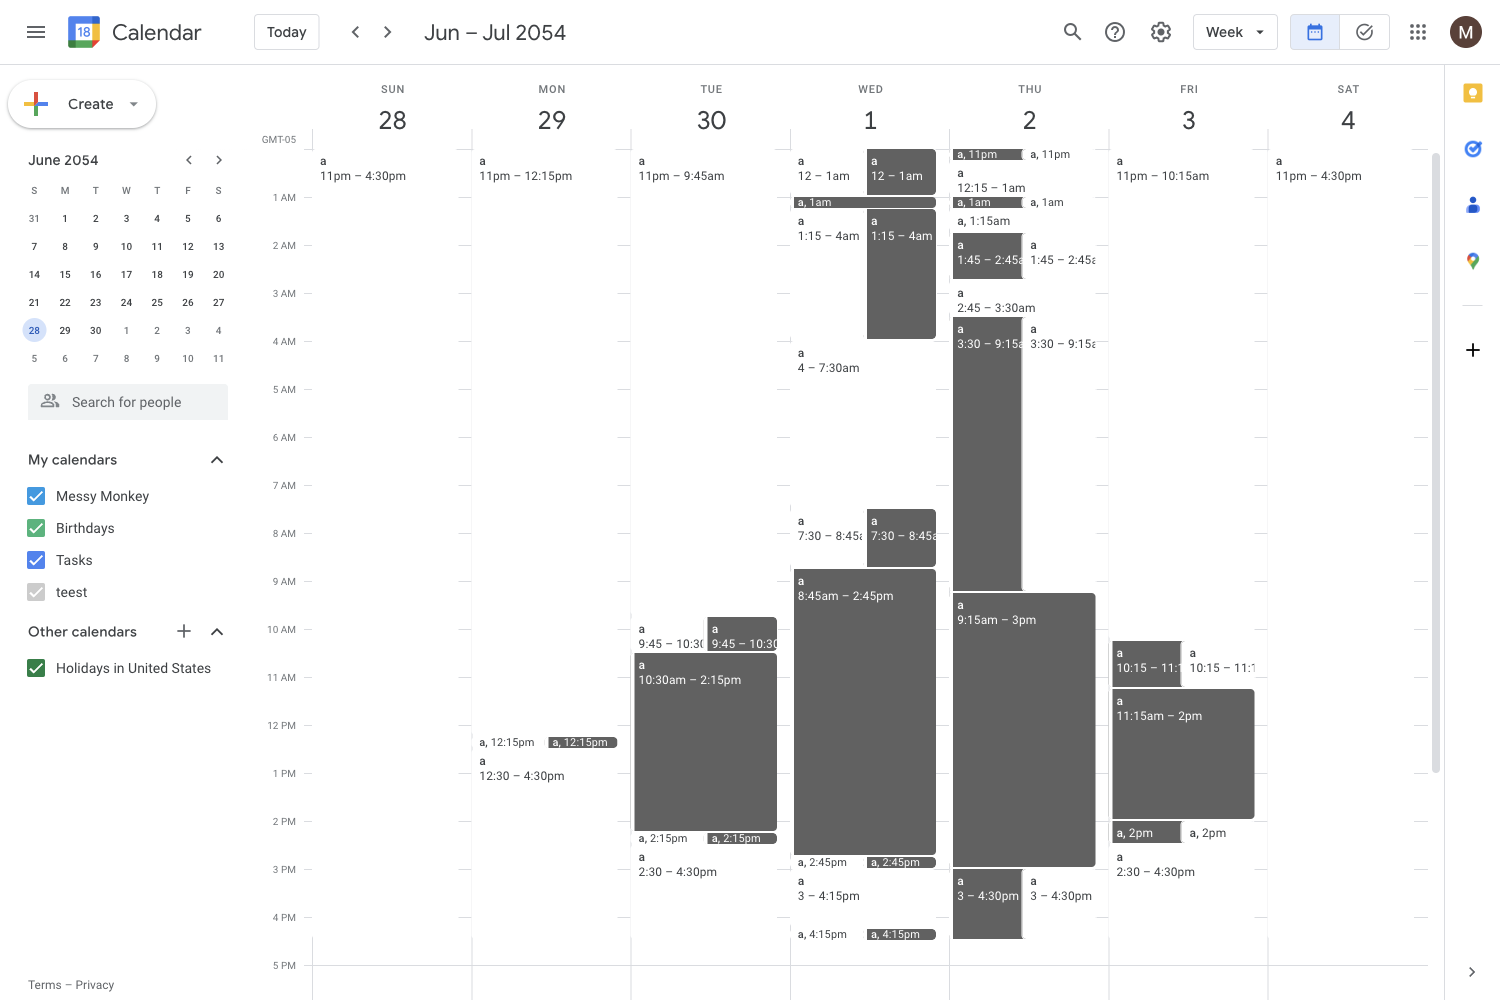 18 Calendar Today Jun – Jul 2054 Week M
Create
June 2054
S M T W T F S
31 1 2 3 4 5 6
7 8 9 10 11 12 13
14 15 16 17 18 19 20
21 22 23 24 25 26 27
28 29 30 1 2 3 4
5 6 7 8 9 10 11
Search for people
My calendars
Messy Monkey
Birthdays
Tasks
teest
Other calendars
Holidays in United States
Terms – Privacy
SUN MON TUE WED THU FRI SAT
28 29 30 1 2 3 4
GMT-05
1 AM
2 AM
3 AM
4 AM
5 AM
6 AM
7 AM
8 AM
9 AM
10 AM
11 AM
12 PM
1 PM
2 PM
3 PM
4 PM
5 PM
a
11pm – 4:30pm
a
11pm – 12:15pm
a, 12:15pm a, 12:15pm
a
12:30 – 4:30pm
a
11pm – 9:45am
a a
9:45 – 10:30 9:45 – 10:30
a
10:30am – 2:15pm
a, 2:15pm a, 2:15pm
a
2:30 – 4:30pm
a a
12 – 1am 12 – 1am
a, 1am
a a
1:15 – 4am 1:15 – 4am
a
4 – 7:30am
a a
7:30 – 8:45a 7:30 – 8:45a
a
8:45am – 2:45pm
a, 2:45pm a, 2:45pm
a
3 – 4:15pm
a, 4:15pm a, 4:15pm
a, 11pm a, 11pm
a
12:15 – 1am
a, 1am a, 1am
a, 1:15am
a a
1:45 – 2:45a 1:45 – 2:45a
a
2:45 – 3:30am
a a
3:30 – 9:15a 3:30 – 9:15a
a
9:15am – 3pm
a a
3 – 4:30pm 3 – 4:30pm
a
11pm – 10:15am
a a
10:15 – 11:1 10:15 – 11:1
a
11:15am – 2pm
a, 2pm a, 2pm
a
2:30 – 4:30pm
a
11pm – 4:30pm